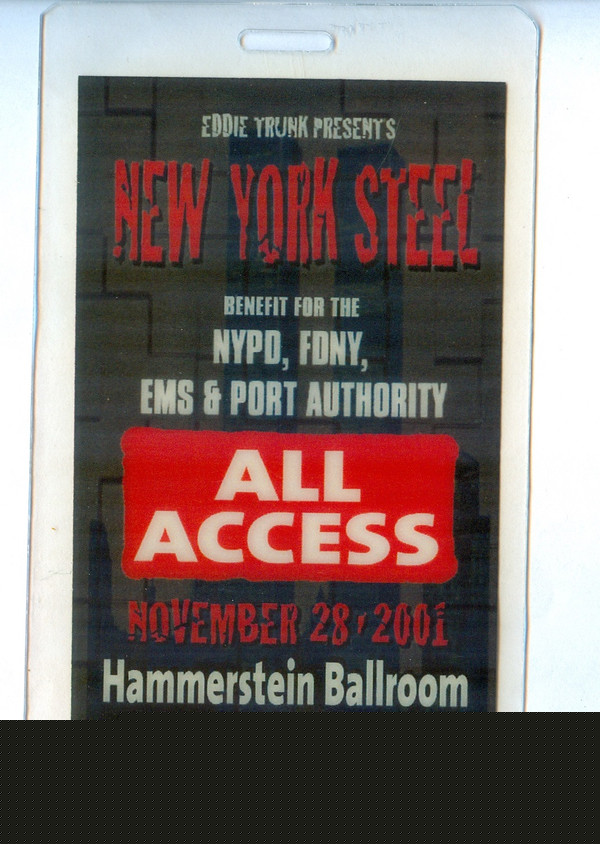 EDDIE TRUNK PRESENTS
NEW YORK STEEL
BENEFIT FOR THE
NYPD, FDNY,
EMS & PORT AUTHORITY
ALL
ACCESS
NOVEMBER 28, 2001
Hammerstein Ballroom